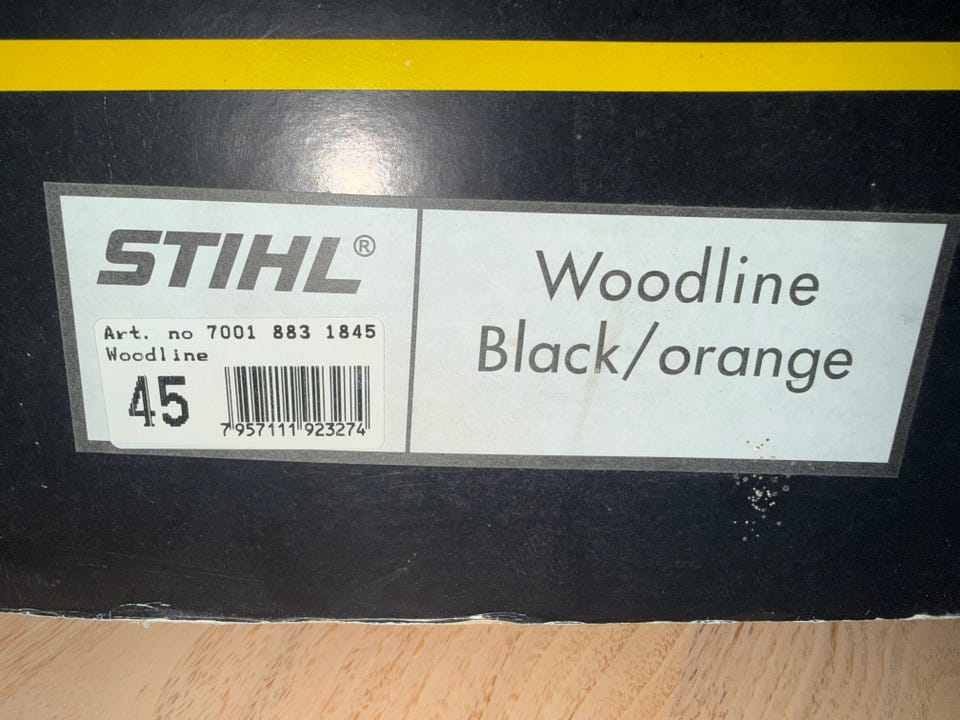 STIHL®
Art. no 7001 883 1845
Woodline
45
7 957111 923274
Woodline
Black/orange